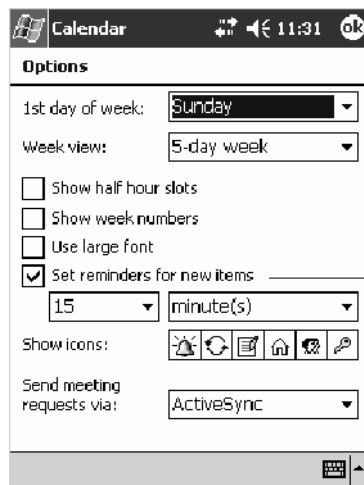 Calendar 11:31 ok
Options
1st day of week: Sunday
Week view: 5-day week
Show half hour slots
Show week numbers
Use large font
Set reminders for new items
15 minute(s)
Show icons:
Send meeting
requests via: ActiveSync